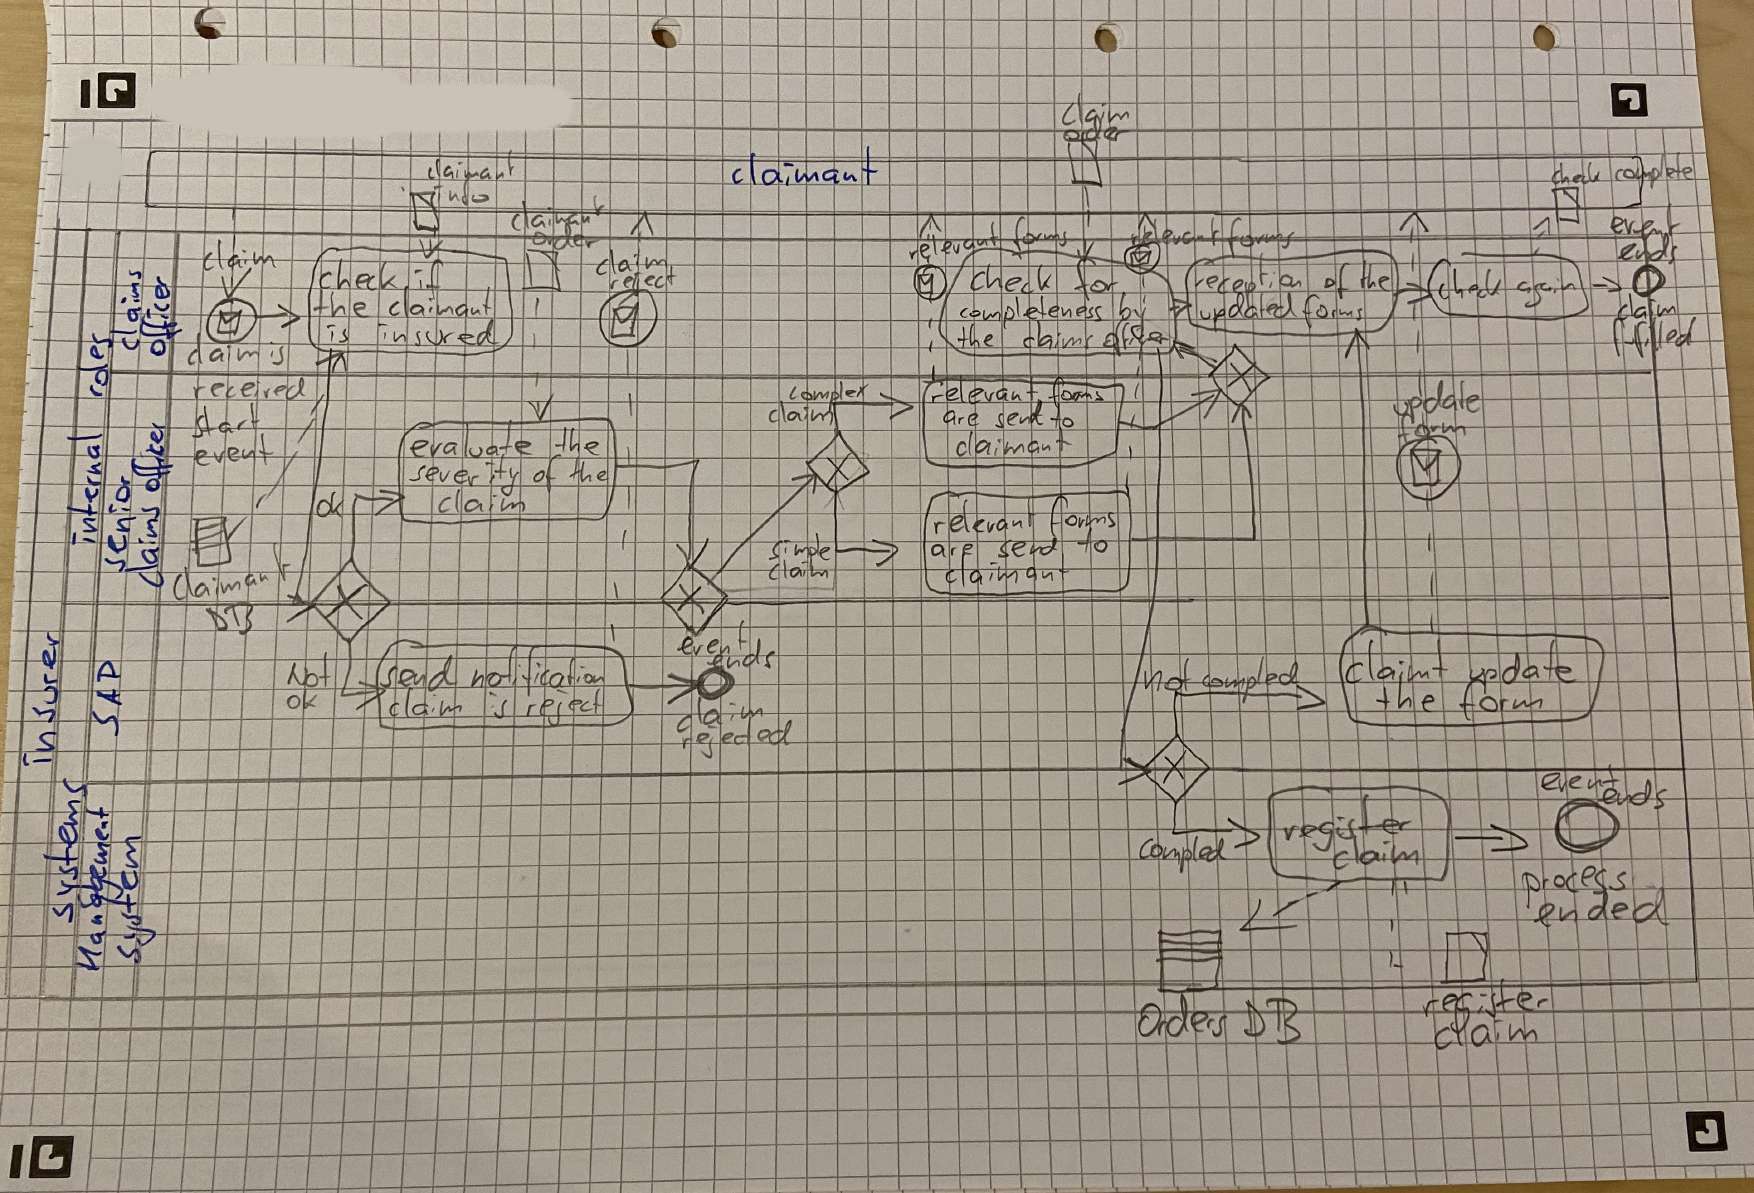 claimant
claimant
info
claim
order
check complete
claimant
order
claim
reject
claim
claim is
received
start
event
check if
the claimant
is insured
relevant forms
relevant forms
check for
completeness by
the claims officer
reception of the
updated forms
check again
event
ends
claim
claims
officer
internal roles
senior
claims officer
insurer
SAD
systems
Management
system
claimant
DB
ok
evaluate the
severity of the
claim
complex
claim
relevant forms
are send to
claimant
simple
claim
relevant forms
are send to
claimant
update
form
Not
ok
send notification
claim is reject
event
ends
claim
rejected
not compled
claimt update
the form
compled
register
claim
event
ends
process
ended
Orders DB
register
claim